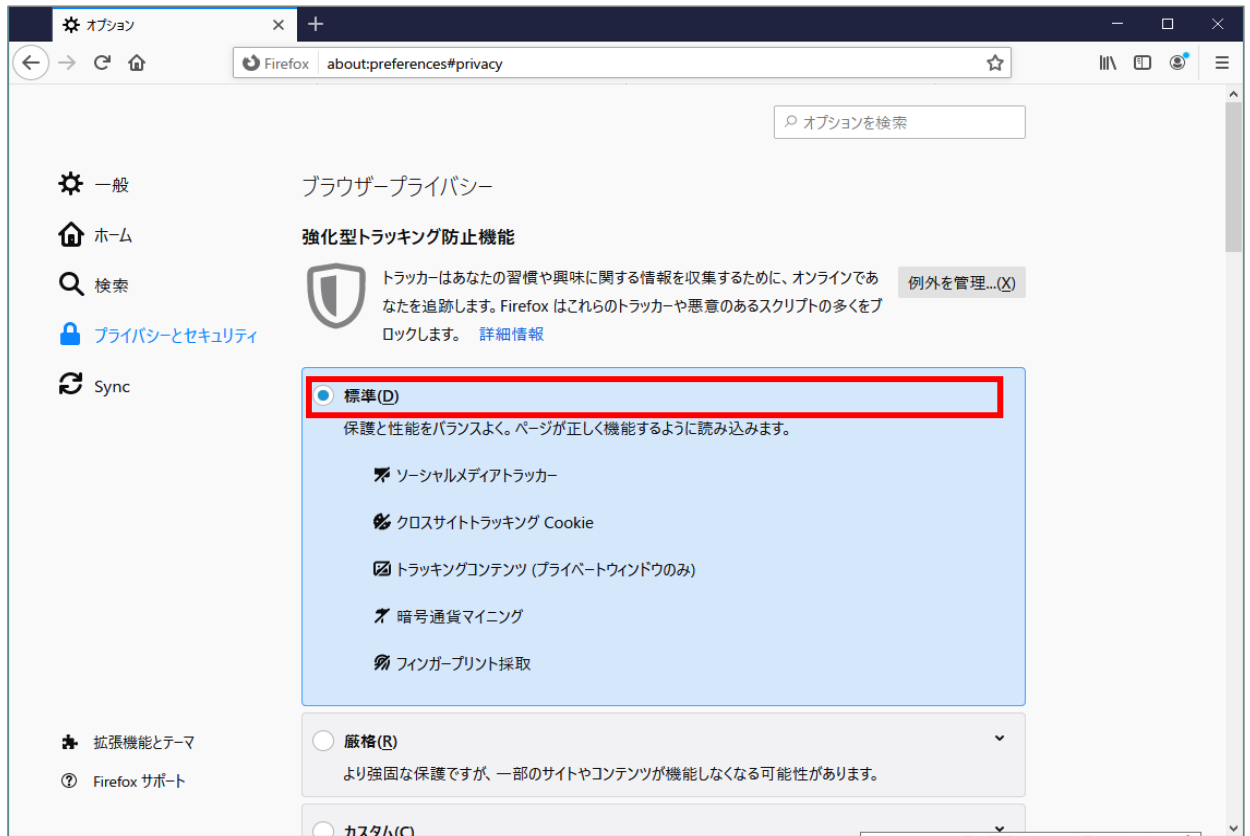 オプション
Firefox about:preferences#privacy
オプションを検索
一般
ホーム
検索
プライバシーとセキュリティ
Sync
ブラウザープライバシー
強化型トラッキング防止機能
トラッカーはあなたの習慣や興味に関する情報を収集するために、オンラインであ
なたを追跡します。Firefox はこれらのトラッカーや悪意のあるスクリプトの多くをブ
ロックします。 詳細情報
例外を管理...(X)
標準(D)
保護と性能をバランスよく。ページが正しく機能するように読み込みます。
ソーシャルメディアトラッカー
クロスサイトトラッキング Cookie
トラッキングコンテンツ (プライベートウィンドウのみ)
暗号通貨マイニング
フィンガープリント採取
厳格(R)
より強固な保護ですが、一部のサイトやコンテンツが機能しなくなる可能性があります。
カスタム(C)
拡張機能とテーマ
Firefox サポート